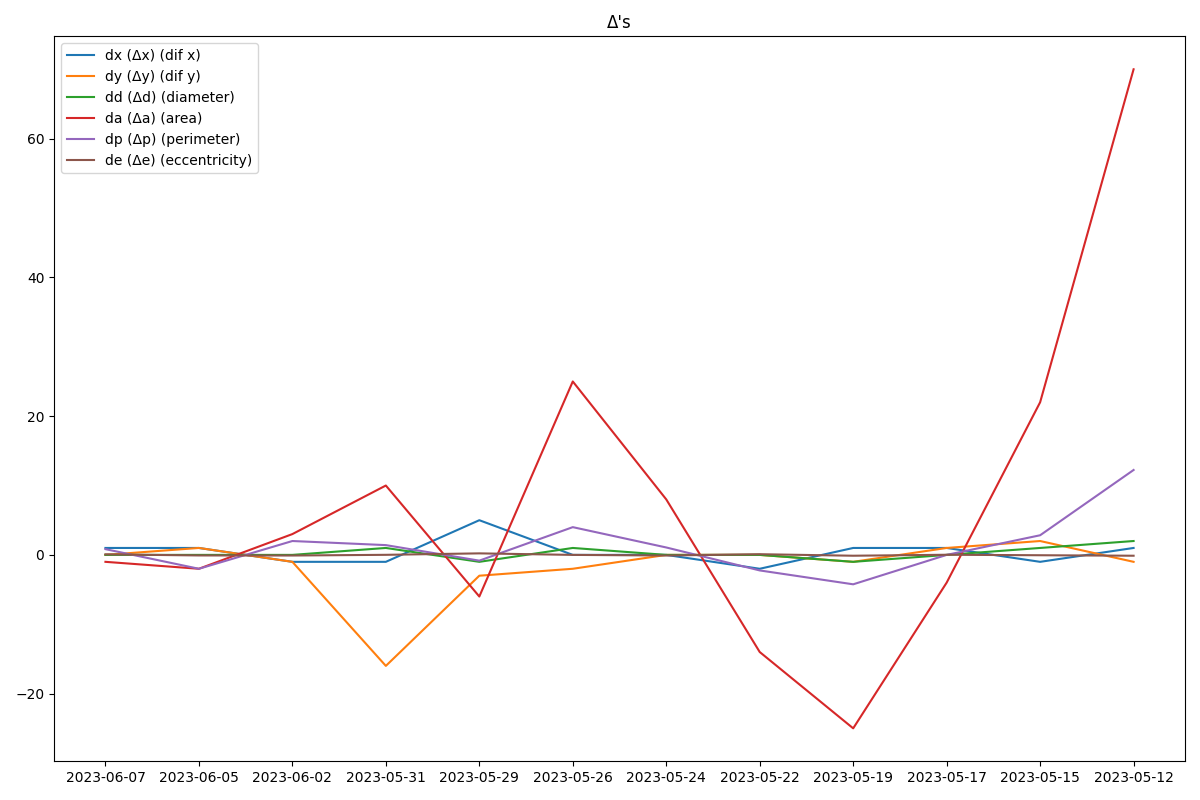 Δ's
dx (Δx) (dif x)
dy (Δy) (dif y)
dd (Δd) (diameter)
da (Δa) (area)
dp (Δp) (perimeter)
de (Δe) (eccentricity)
60
40
20
0
−20
2023-06-07 2023-06-05 2023-06-02 2023-05-31 2023-05-29 2023-05-26 2023-05-24 2023-05-22 2023-05-19 2023-05-17 2023-05-15 2023-05-12